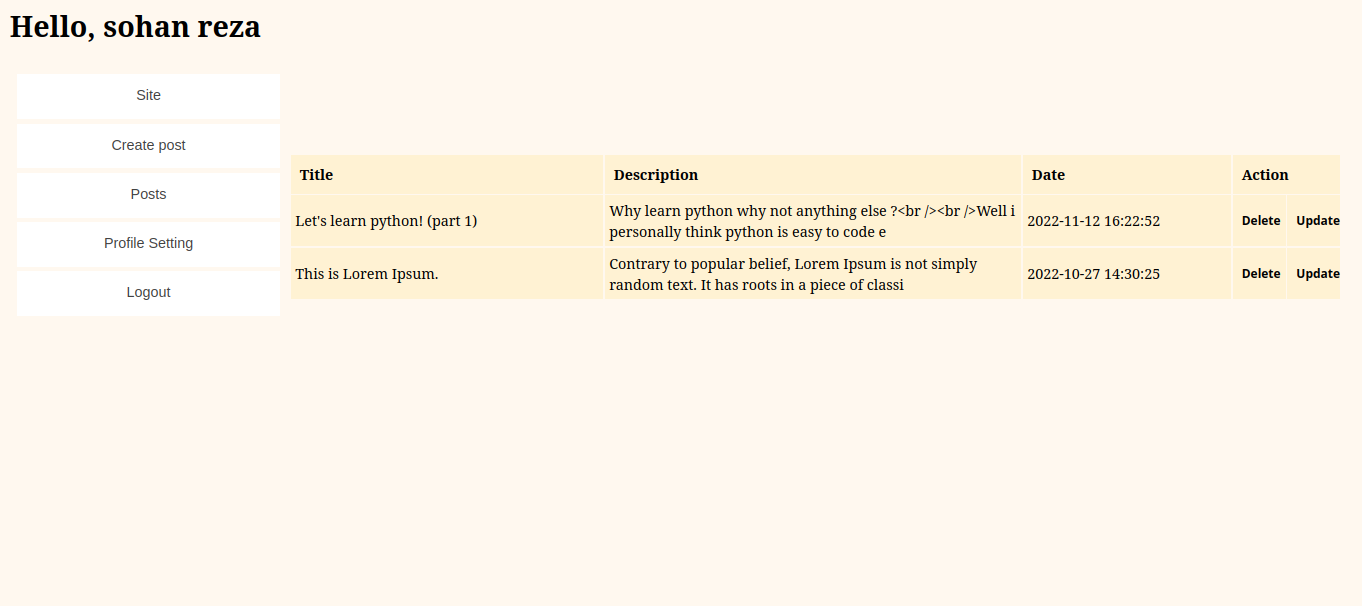 Hello, sohan reza
Site
Create post
Posts
Profile Setting
Logout
Title Description Date Action
Let's learn python! (part 1)
Why learn python why not anything else ?<br /><br />Well i
personally think python is easy to code e
2022-11-12 16:22:52
Delete Update
This is Lorem Ipsum.
Contrary to popular belief, Lorem Ipsum is not simply
random text. It has roots in a piece of classi
2022-10-27 14:30:25
Delete Update